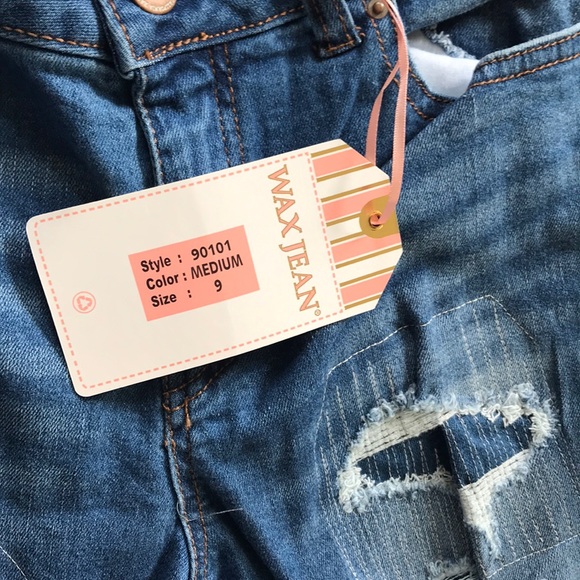 WAX JEAN®
Style : 90101
Color : MEDIUM
Size : 9